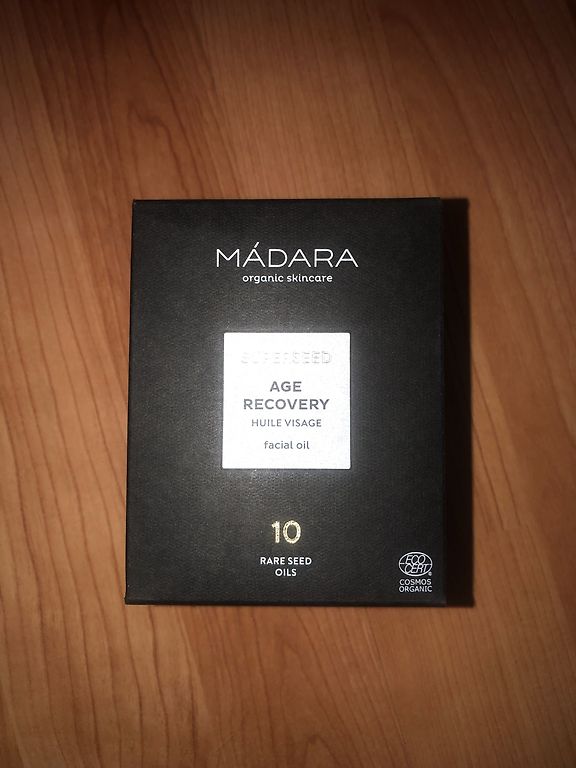 MÁDARA
organic skincare
SUPERSEED
AGE
RECOVERY
HUILE VISAGE
facial oil
10
RARE SEED
OILS
ECO
CERT®
COSMOS
ORGANIC